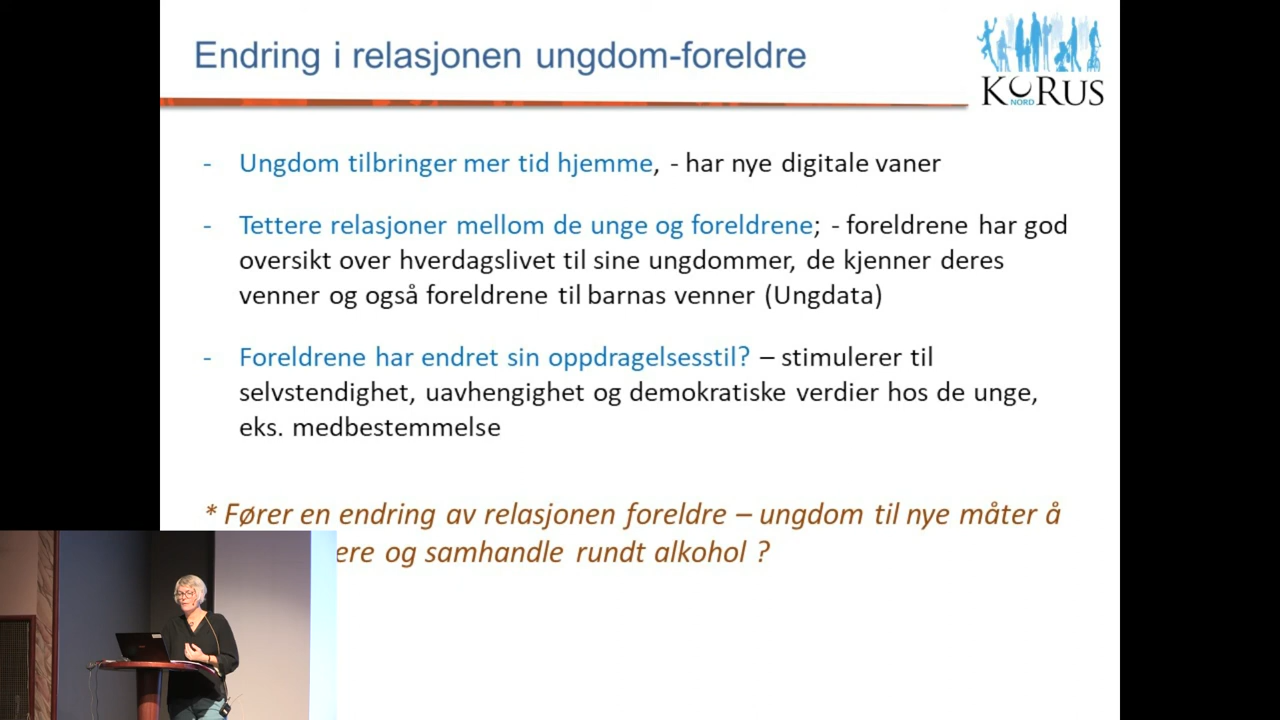 Endring i relasjonen ungdom-foreldre
KoRus
NORD
- Ungdom tilbringer mer tid hjemme, - har nye digitale vaner
- Tettere relasjoner mellom de unge og foreldrene; - foreldrene har god
oversikt over hverdagslivet til sine ungdommer, de kjenner deres
venner og også foreldrene til barnas venner (Ungdata)
- Foreldrene har endret sin oppdragelsesstil? – stimulerer til
selvstendighet, uavhengighet og demokratiske verdier hos de unge,
eks. medbestemmelse
* Fører en endring av relasjonen foreldre – ungdom til nye måter å
og samhandle rundt alkohol ?